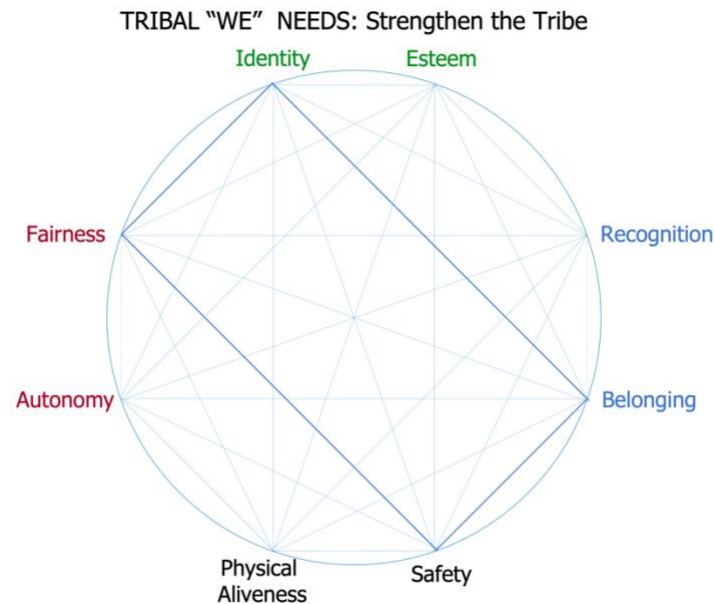 TRIBAL “WE”  NEEDS: Strengthen the Tribe
Identity
Esteem
Fairness
Recognition
Autonomy
Belonging
Physical
Aliveness
Safety